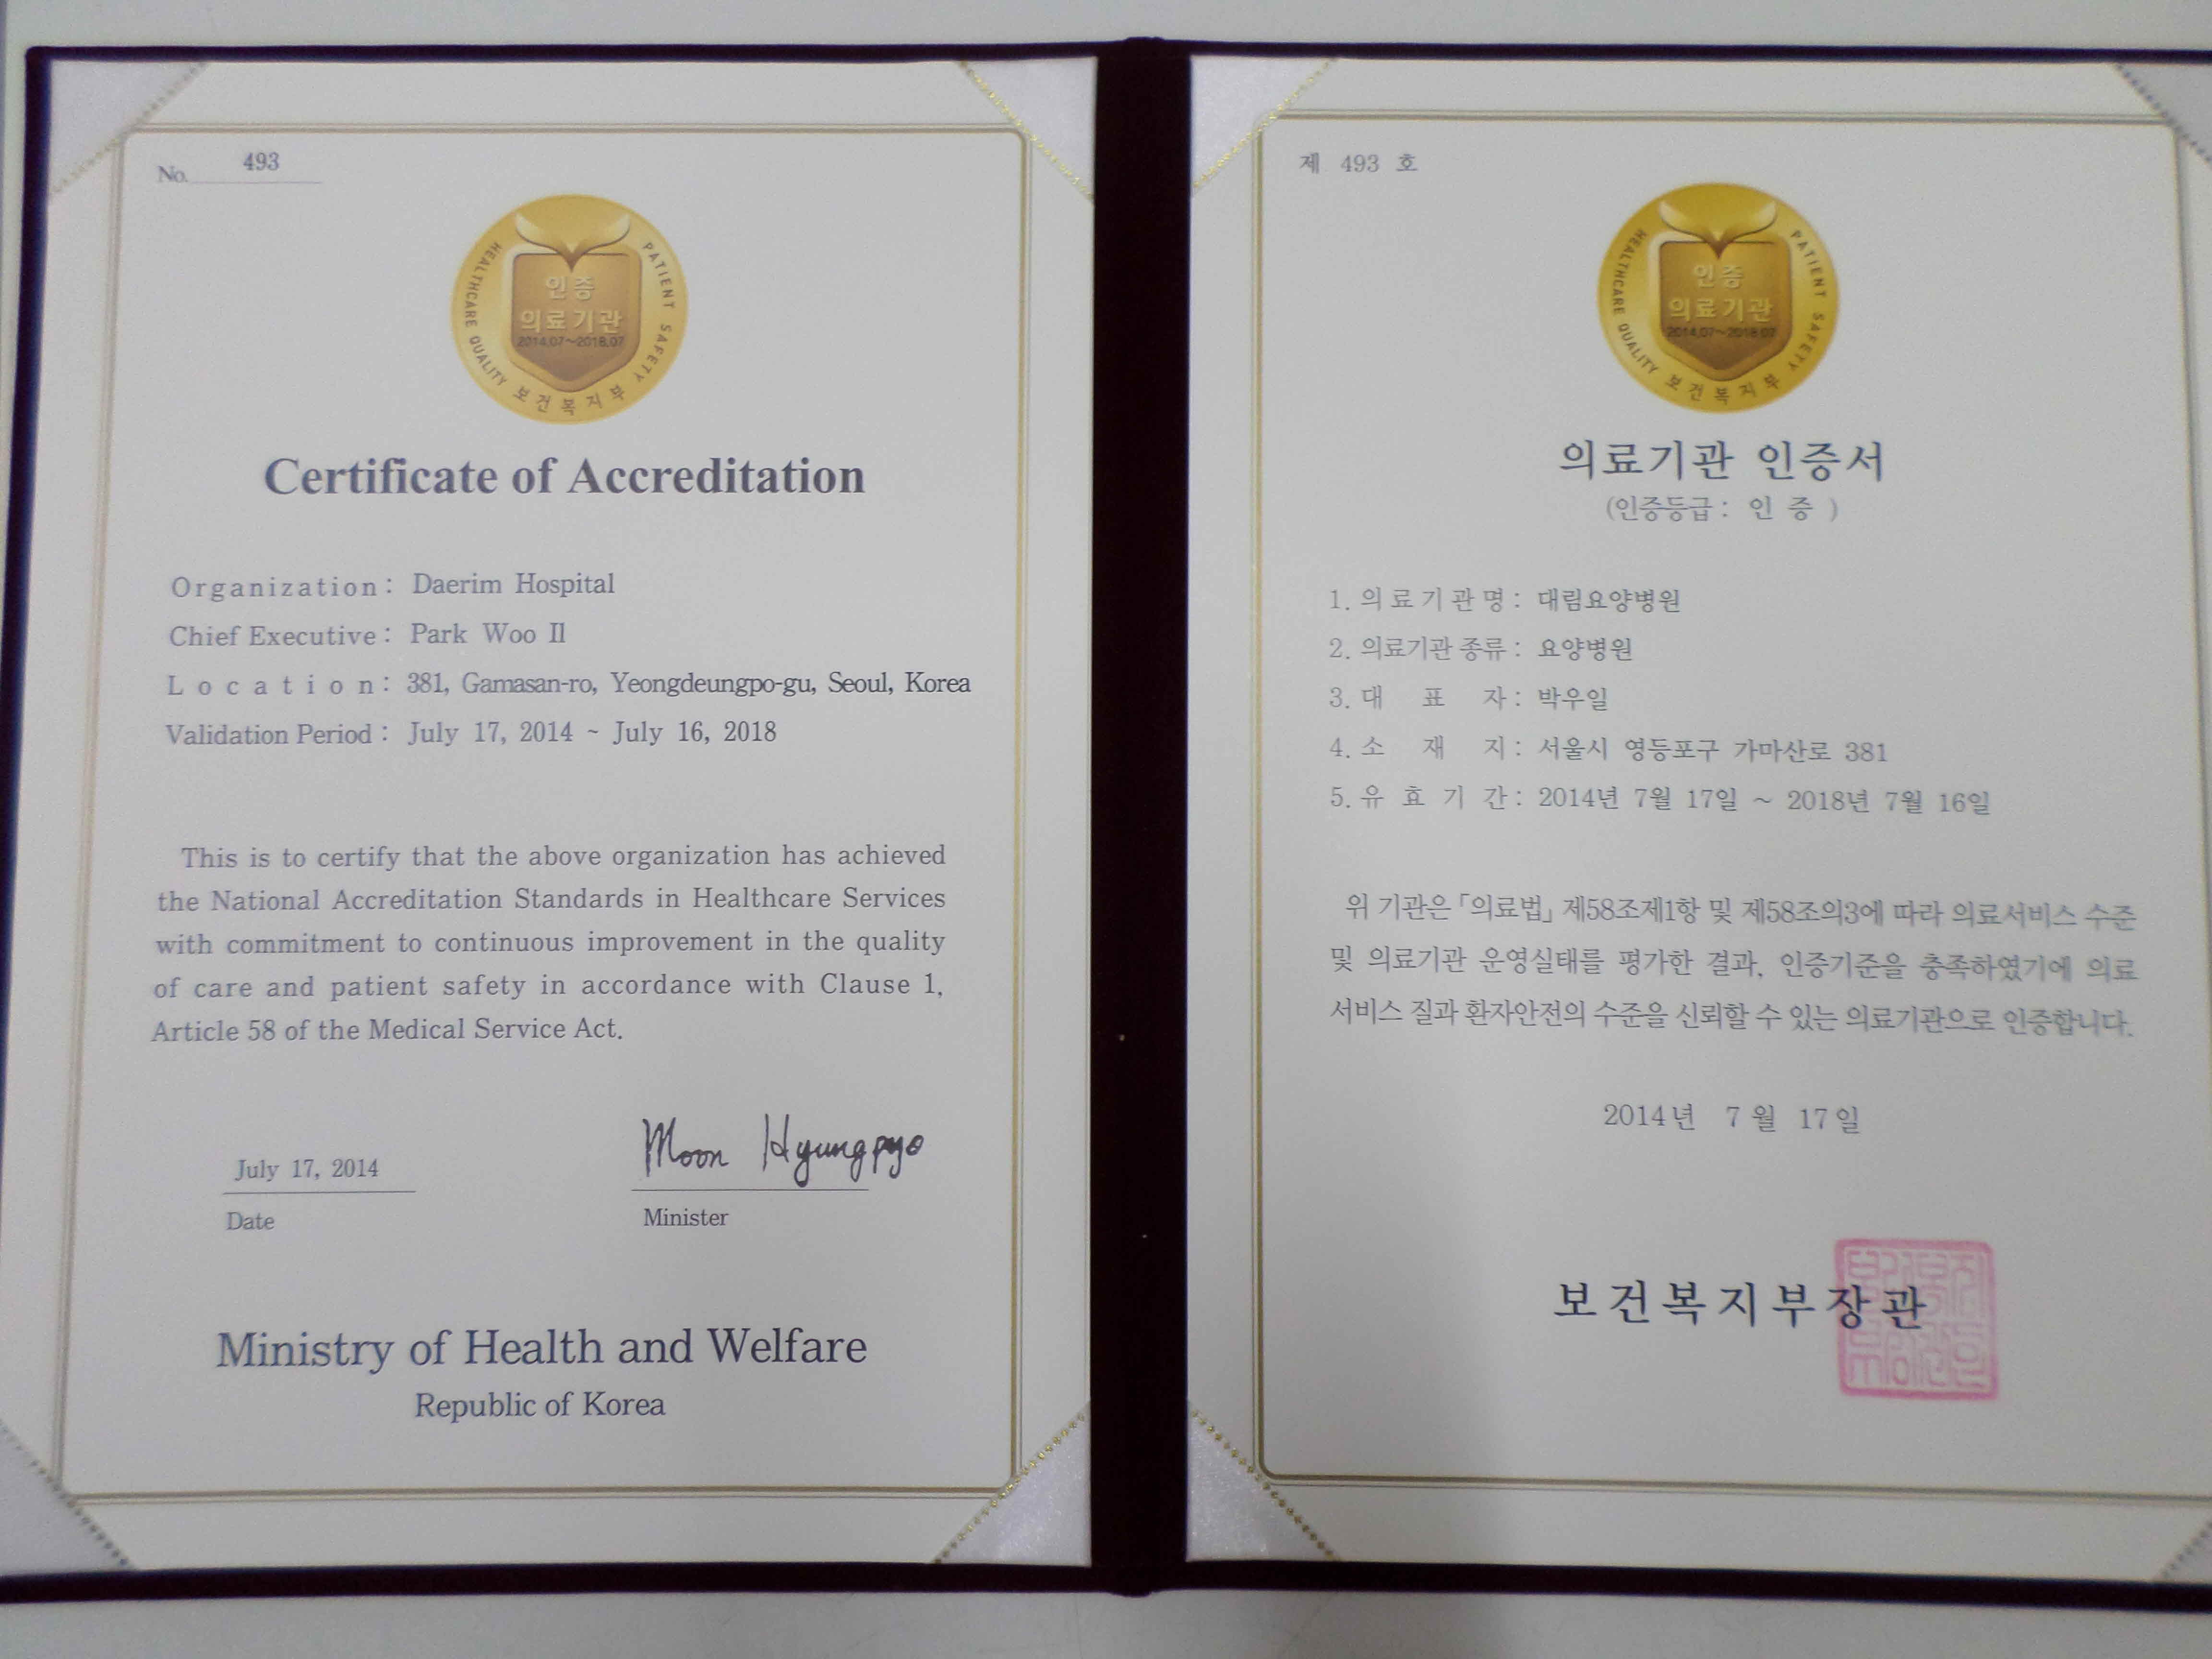 No. 493
HEALTHCARE QUALITY
PATIENT SAFETY
인증
의료기관
2014.07~2018.07
보건복지부
Certificate of Accreditation
Organization: Daerim Hospital
Chief Executive: Park Woo Il
Location: 381, Gamasan-ro, Yeongdeungpo-gu, Seoul, Korea
Validation Period: July 17, 2014 ~ July 16, 2018
This is to certify that the above organization has achieved
the National Accreditation Standards in Healthcare Services
with commitment to continuous improvement in the quality
of care and patient safety in accordance with Clause 1,
Article 58 of the Medical Service Act.
Moon Hyungpyo
July 17, 2014
Date
Minister
Ministry of Health and Welfare
Republic of Korea
제 493 호
HEALTHCARE QUALITY
PATIENT SAFETY
인증
의료기관
2014.07~2018.07
보건복지부
의료기관 인증서
(인증등급: 인 증 )
1. 의료기관명: 대림요양병원
2. 의료기관 종류: 요양병원
3. 대 표 자: 박우일
4. 소 재 지: 서울시 영등포구 가마산로 381
5. 유 효 기 간: 2014년 7월 17일 ~ 2018년 7월 16일
위 기관은 「의료법」 제58조제1항 및 제58조의3에 따라 의료서비스 수준
및 의료기관 운영실태를 평가한 결과, 인증기준을 충족하였기에 의료
서비스 질과 환자안전의 수준을 신뢰할 수 있는 의료기관으로 인증합니다.
2014년 7월 17일
보건복지부장관